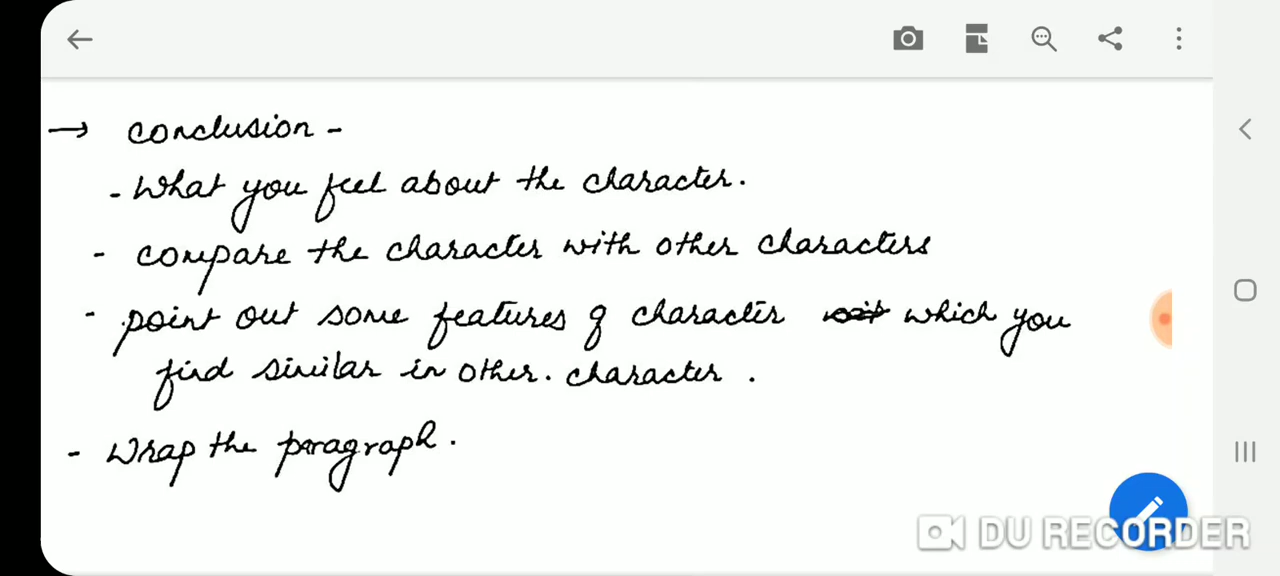 → conclusion -
- What you feel about the character.
- compare the character with other characters
- point out some features of character which you
find similar in other. character.
- Wrap the paragraph.
DU RECORDER